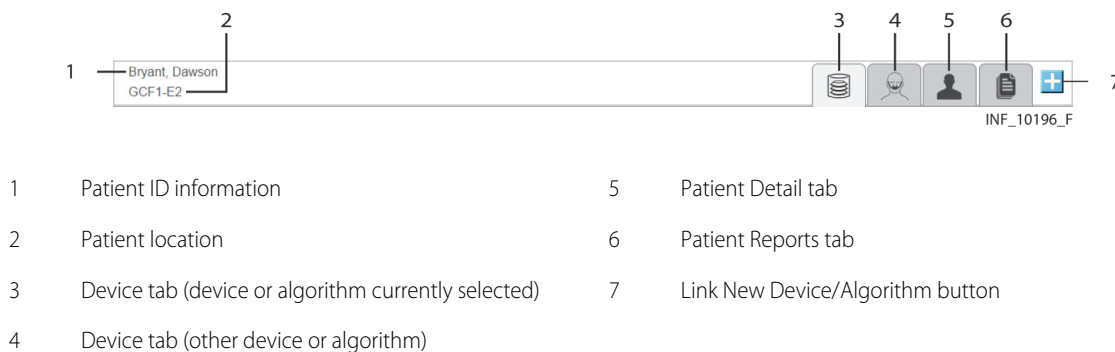 2 3 4 5 6
1 Bryant, Dawson
GCF1-E2 7
INF_10196_F
1 Patient ID information 5 Patient Detail tab
2 Patient location 6 Patient Reports tab
3 Device tab (device or algorithm currently selected) 7 Link New Device/Algorithm button
4 Device tab (other device or algorithm)